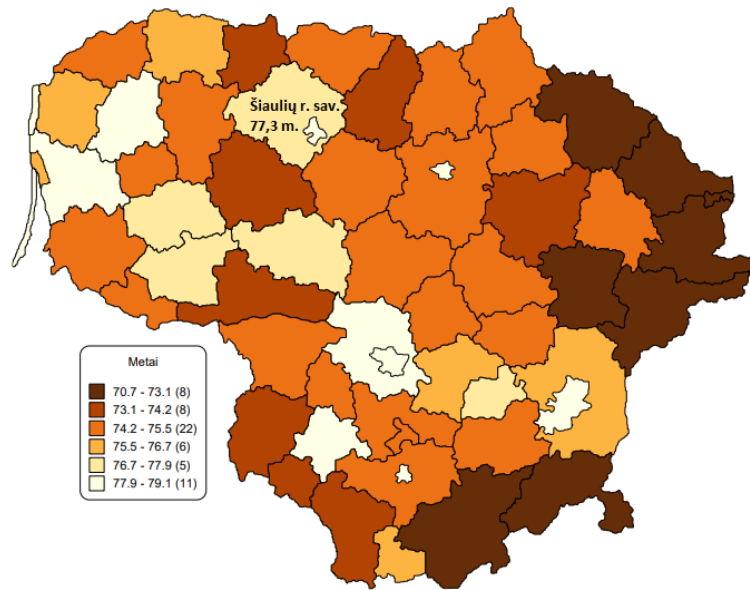 Šiaulių r. sav.
77,3 m.
Metai
70.7 - 73.1 (8)
73.1 - 74.2 (8)
74.2 - 75.5 (22)
75.5 - 76.7 (6)
76.7 - 77.9 (5)
77.9 - 79.1 (11)